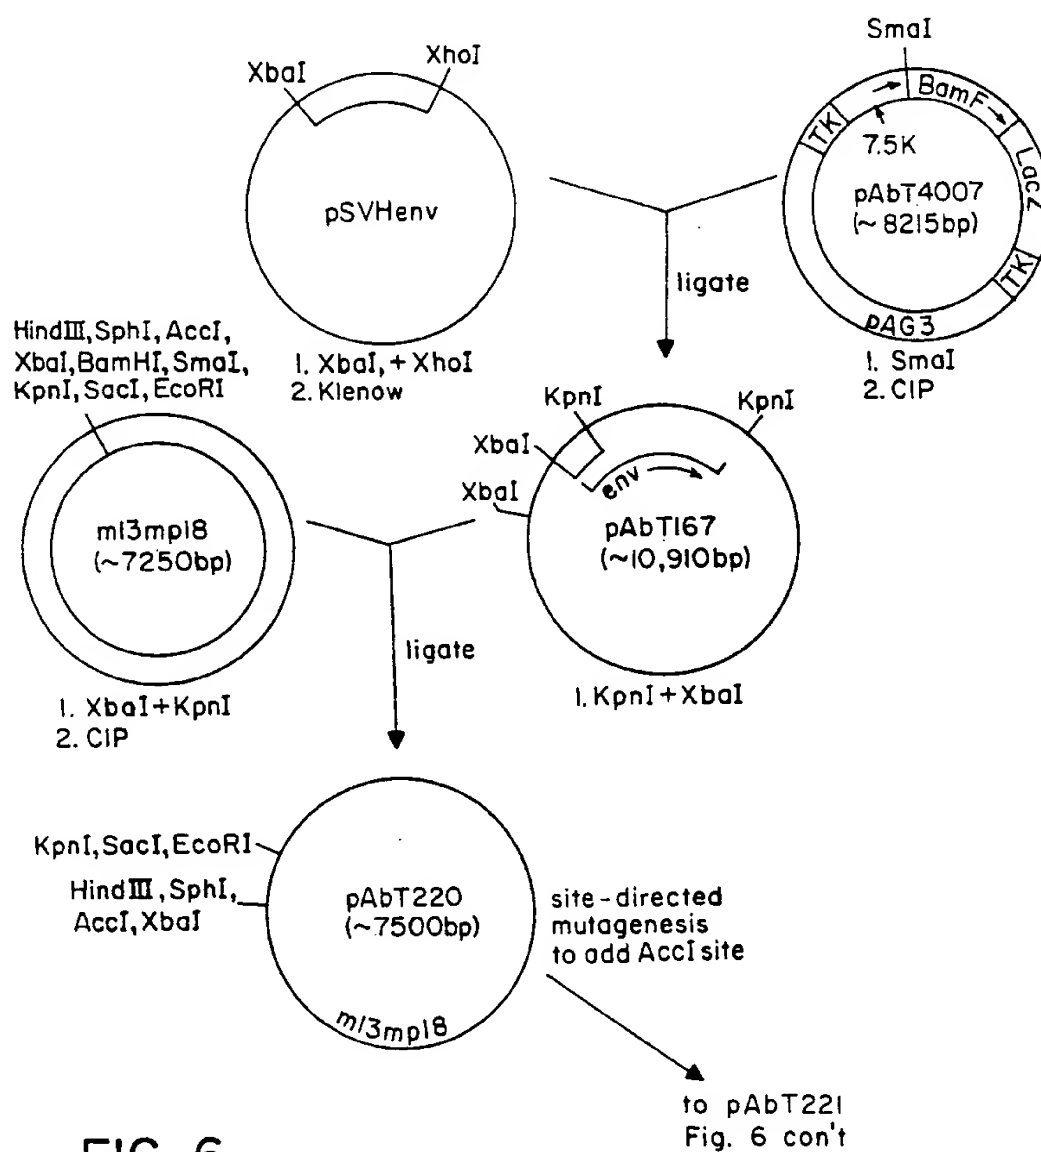 SmaI
XbaI
XhoI
BamF
TK
7.5K
LacZ
pSVHenv
pAbT4007
(~8215bp)
TK
ligate
pAG3
HindIII, SphI, AccI,
XbaI, BamHI, SmaI,
KpnI, SacI, EcoRI
1. XbaI, + XhoI
2. Klenow
1. SmaI
2. CIP
KpnI
KpnI
XbaI
env
XbaI
m13mp18
(~7250bp)
pAbT167
(~10,910bp)
ligate
1. XbaI+KpnI
2. CIP
1. KpnI+XbaI
KpnI, SacI, EcoRI
HindIII, SphI,
AccI, XbaI
pAbT220
(~7500bp)
site-directed
mutagenesis
to add AccI site
m13mp18
to pAbT221
Fig. 6 con't
FIG. 6